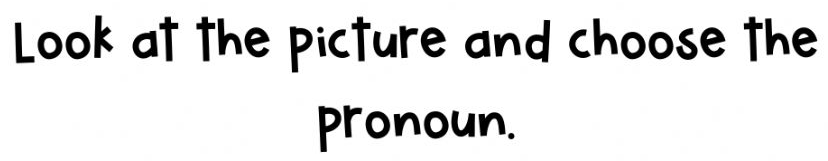 Look at the picture and choose the
pronoun.